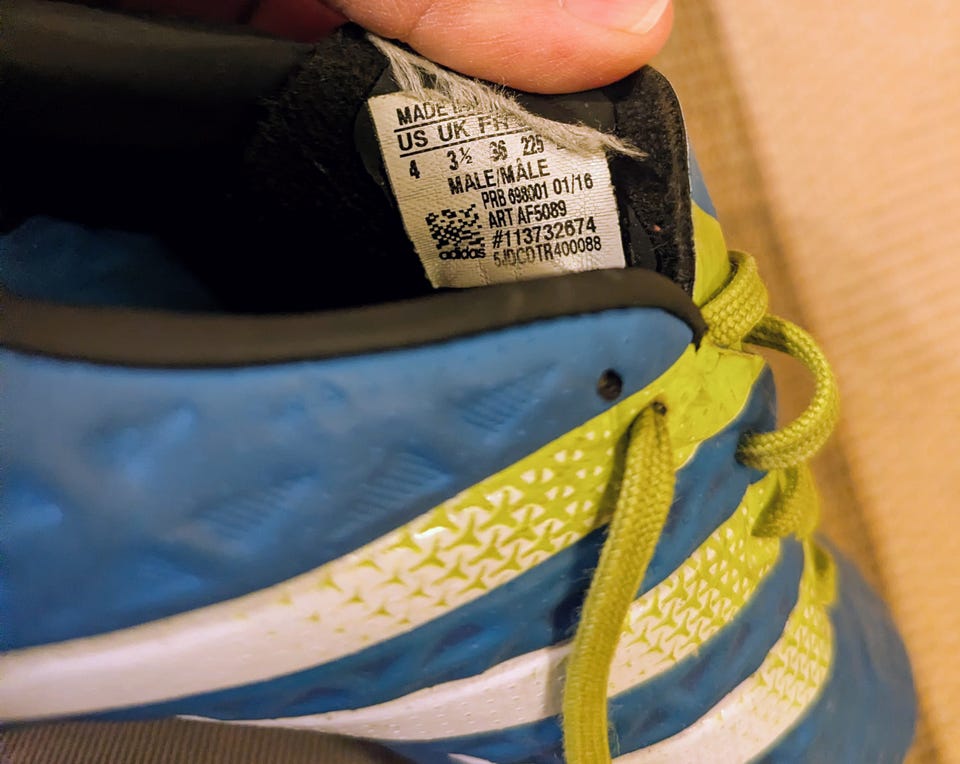 MADE
US UK FR
4 3½ 36 225
MALE/MÂLE
PRB 698001 01/16
ART AF5089
adidas #113732674
5JDCDTR400088